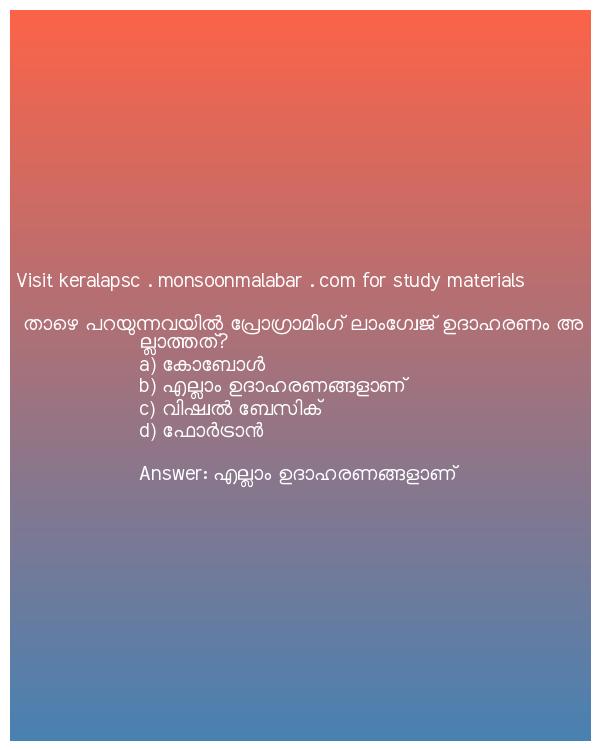 Visit keralapsc . monsoonmalabar . com for study materials
താഴെ പറയുന്നവയിൽ പ്രോഗ്രാമിംഗ് ലാംഗ്വേജ് ഉദാഹരണം അ
ല്ലാത്തത്?
a) കോബോൾ
b) എല്ലാം ഉദാഹരണങ്ങളാണ്
c) വിഷ്വൽ ബേസിക്
d) ഫോർട്രാൻ
Answer: എല്ലാം ഉദാഹരണങ്ങളാണ്